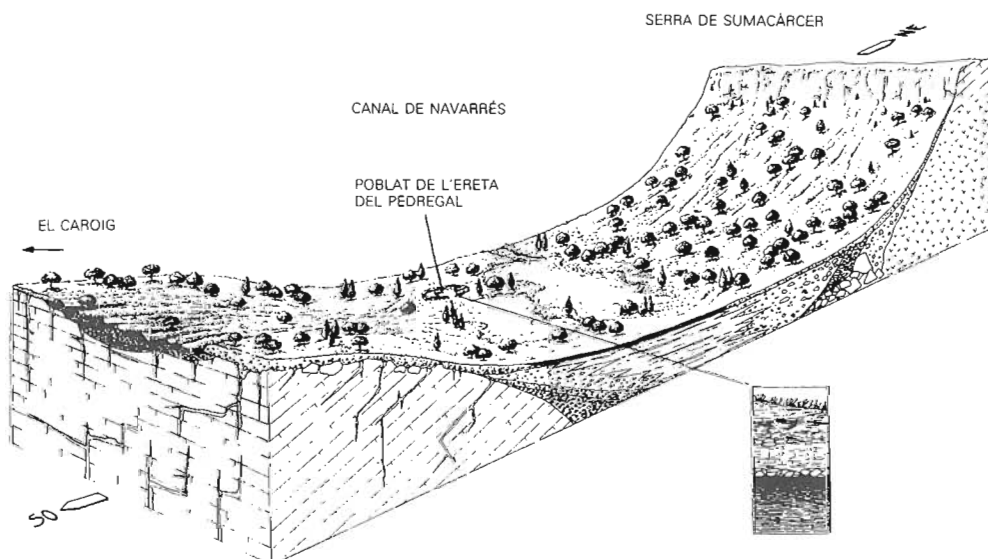 SERRA DE SUMACÀRCER
NE
CANAL DE NAVARRÉS
POBLAT DE L'ERETA
DEL PEDREGAL
EL CAROIG
SO